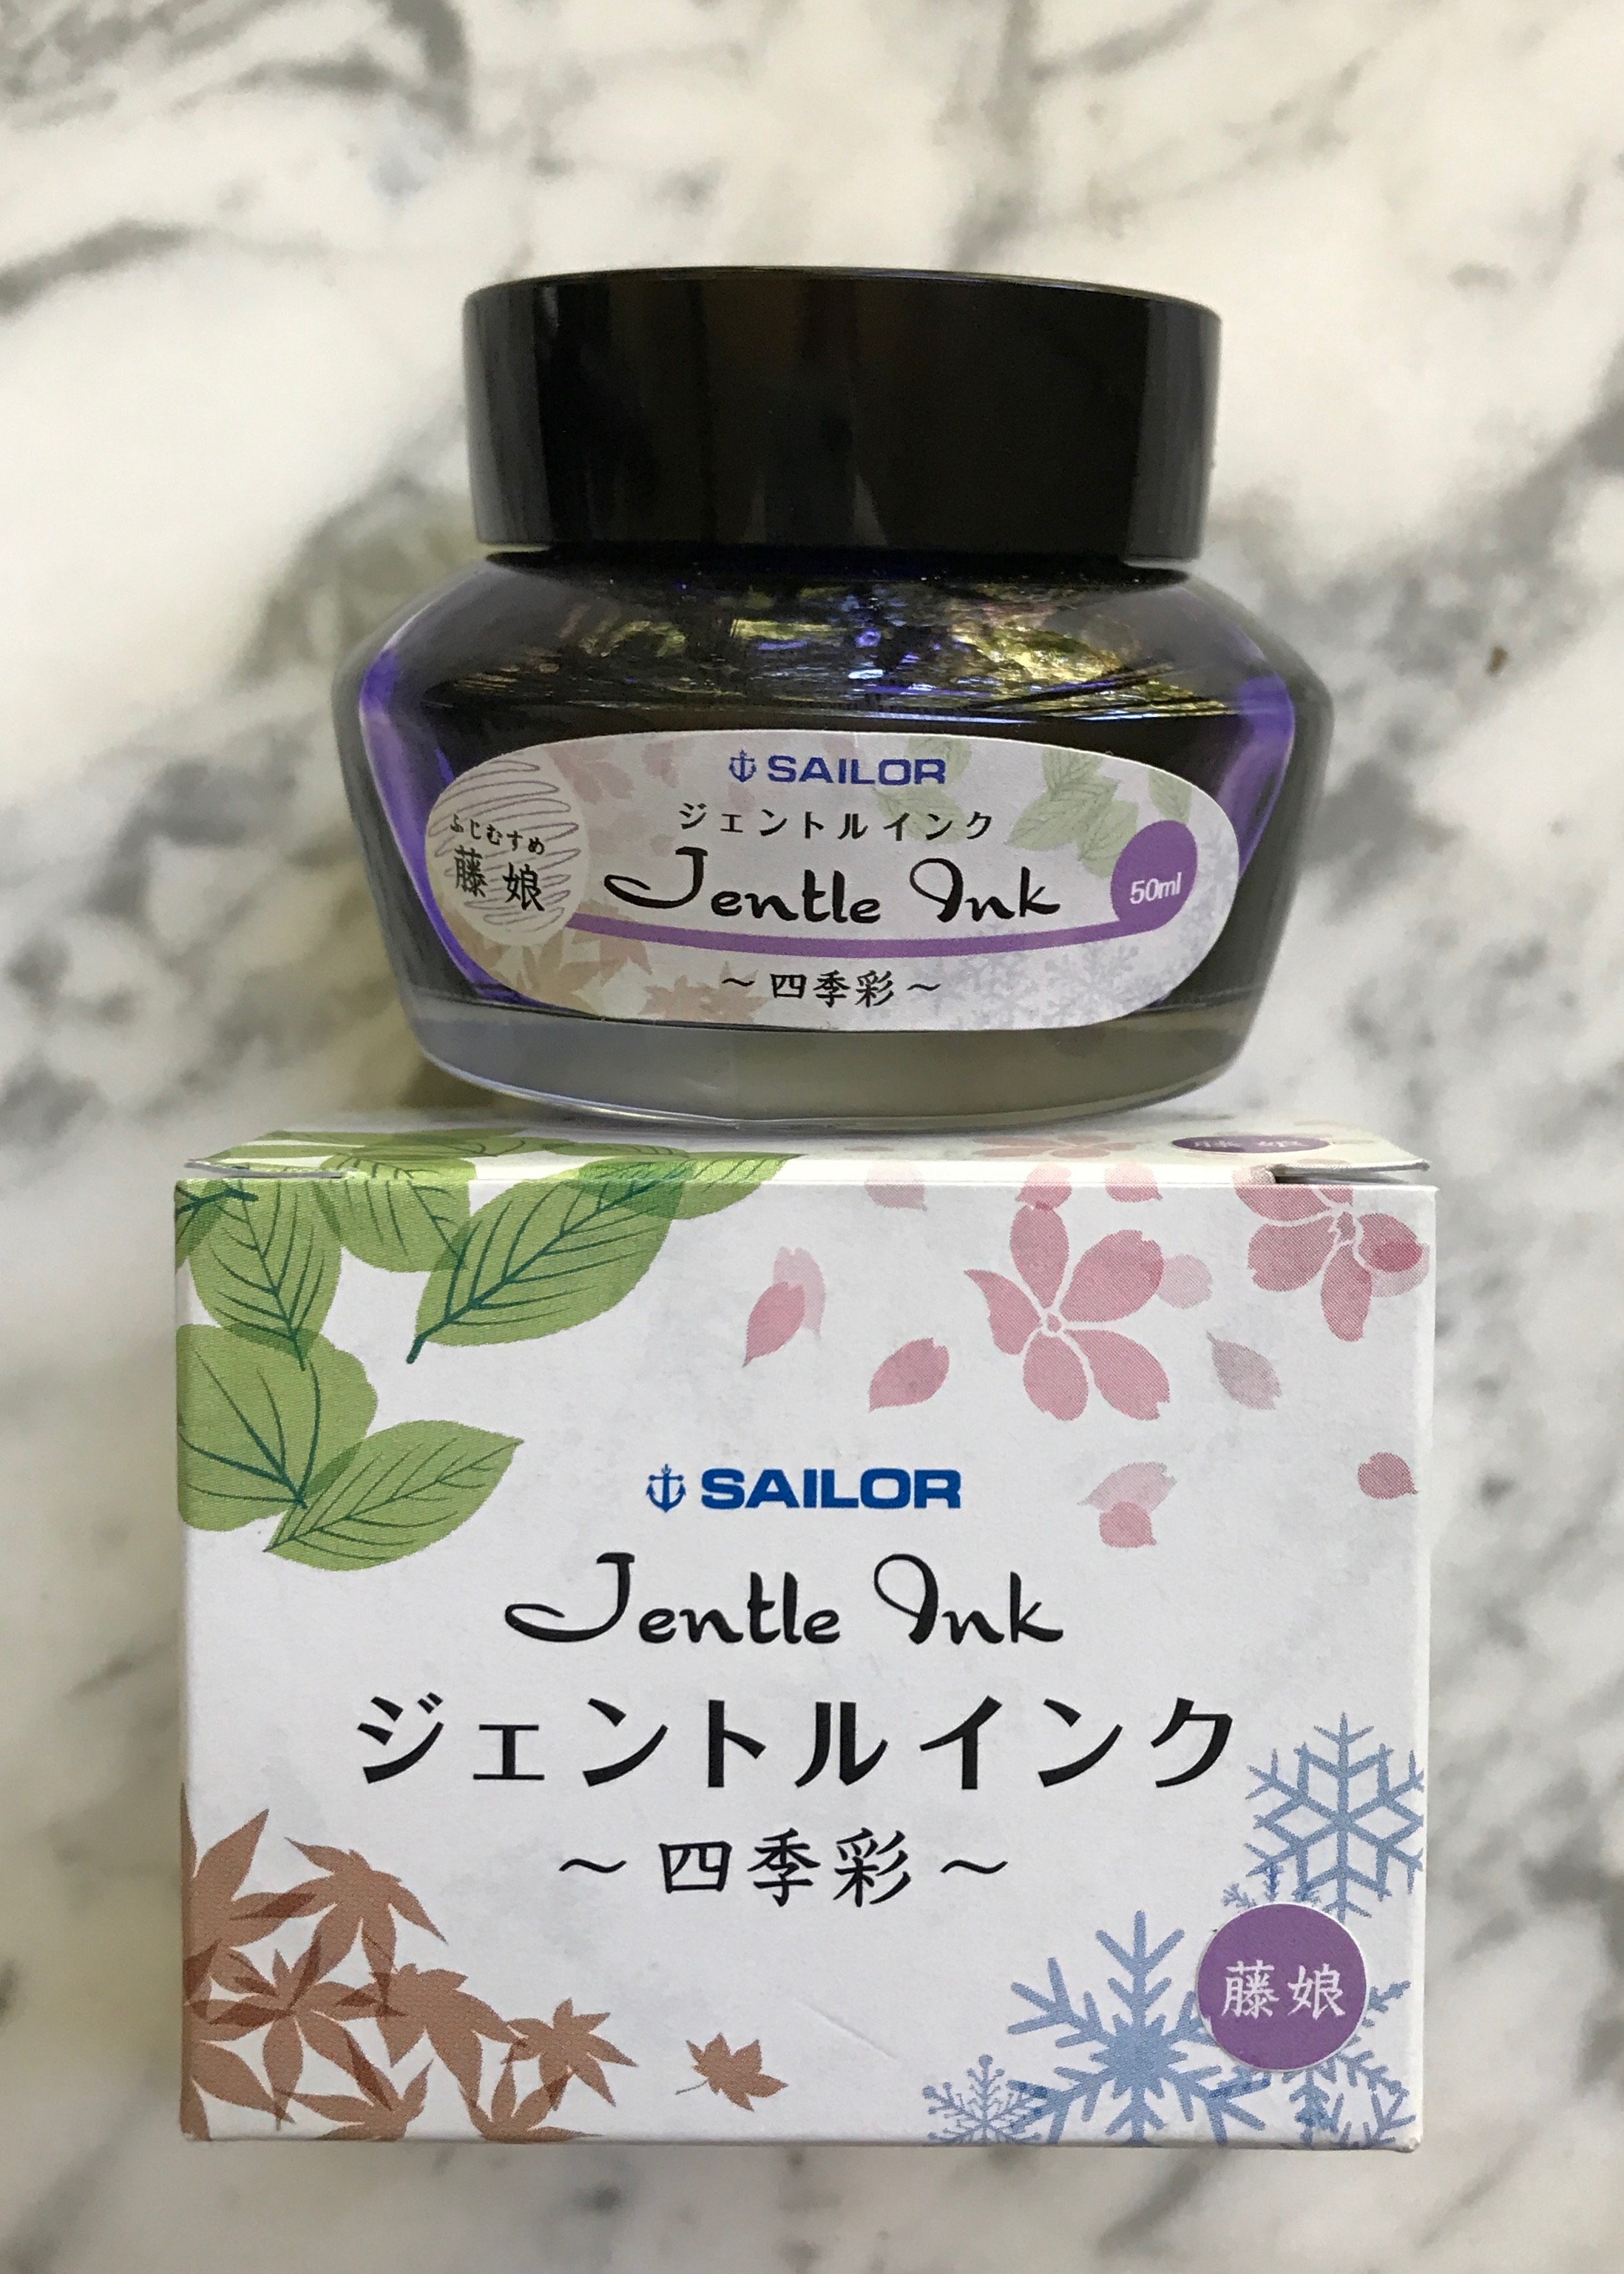 SAILOR
ジェントルインク
ふじむすめ
藤娘
Jentle Ink
50ml
～四季彩～
藤娘
SAILOR
Jentle Ink
ジェントルインク
～四季彩～
藤娘